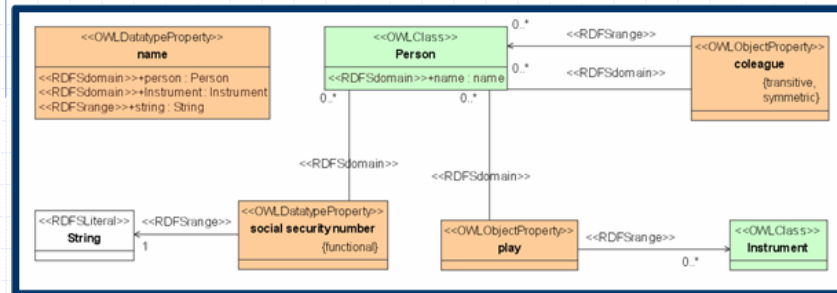 <<OWLDatatypeProperty>>
name
<<RDFSdomain>>+person : Person
<<RDFSdomain>>+Instrument : Instrument
<<RDFSrange>>+string : String
<<OWLClass>>
Person
<<RDFSdomain>>+name : name
0..*
<<RDFSrange>>
0..*
<<RDFSdomain>>
<<OWLObjectProperty>>
coleague
{transitive,
symmetric}
0..*
0..*
<<RDFSdomain>>
<<RDFSdomain>>
<<RDFSLiteral>>
String
<<RDFSrange>>
1
<<OWLDatatypeProperty>>
social security number
{functional}
<<OWLObjectProperty>>
play
<<RDFSrange>>
0..*
<<OWLClass>>
Instrument